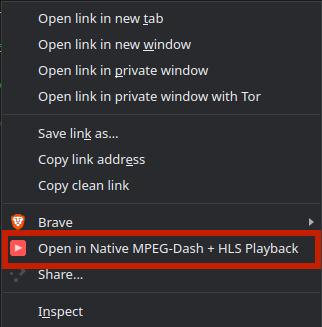 Open link in new tab
Open link in new window
Open link in private window
Open link in private window with Tor
Save link as...
Copy link address
Copy clean link
Brave
Open in Native MPEG-Dash + HLS Playback
Share...
Inspect